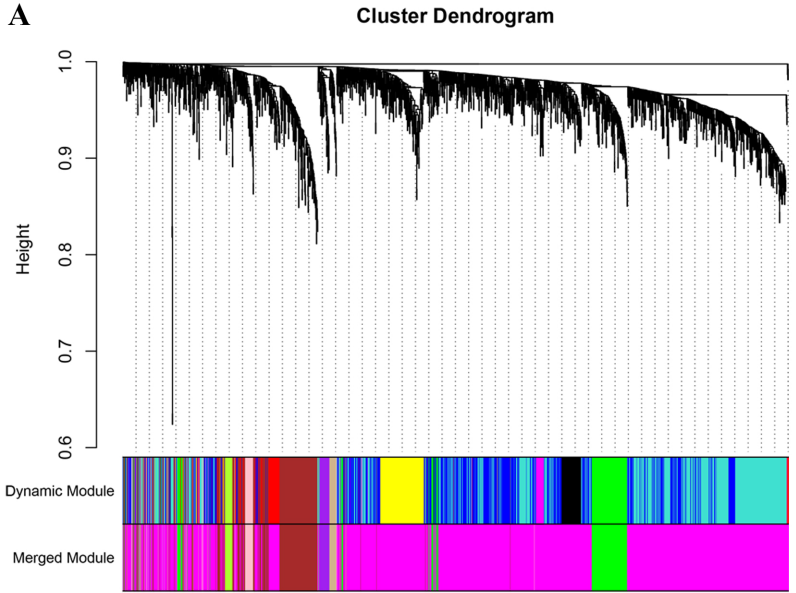 A
Cluster Dendrogram
Height
1.0
0.9
0.8
0.7
0.6
Dynamic Module
Merged Module